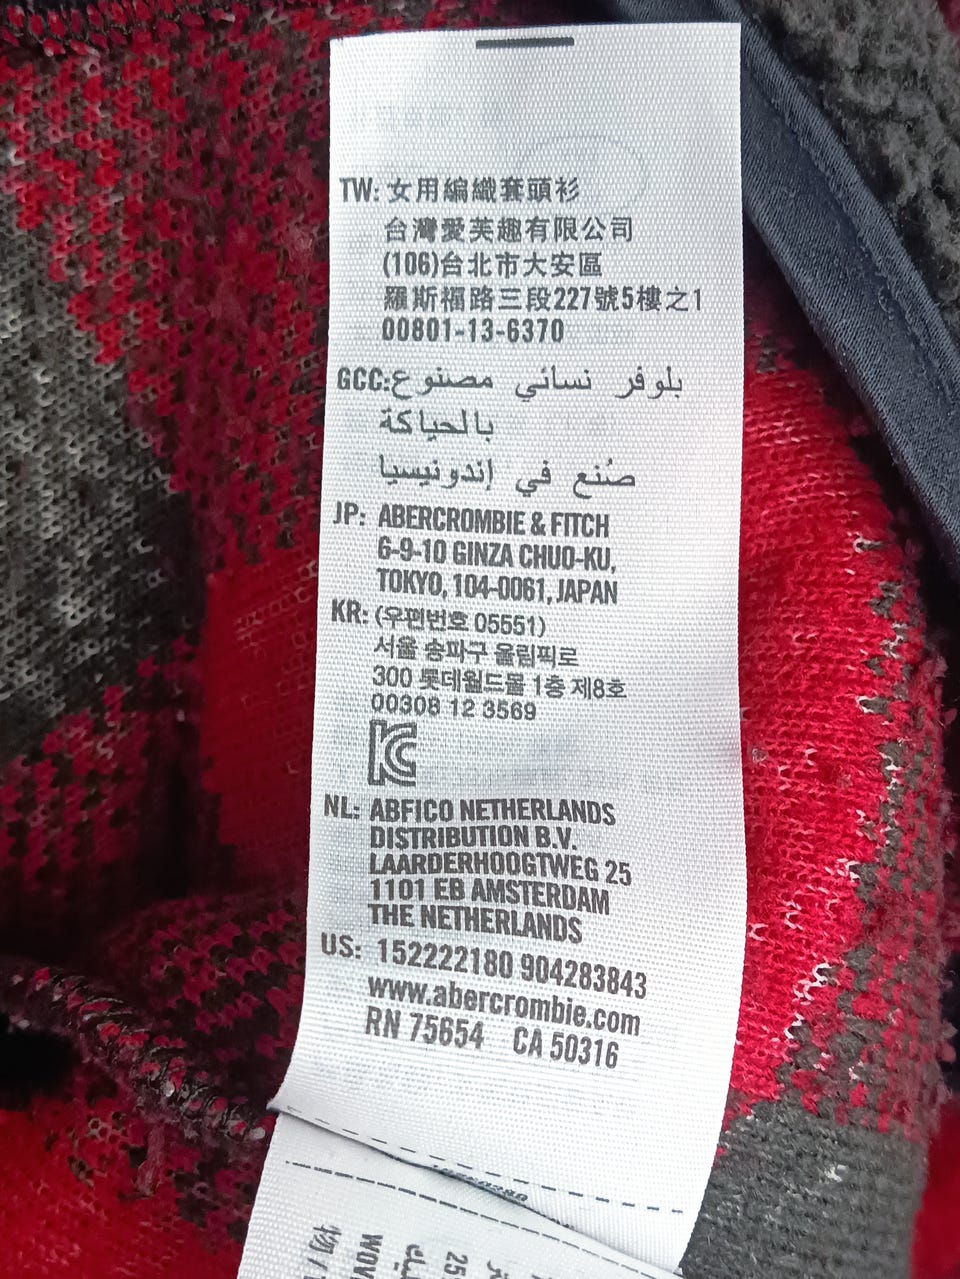 TW: 女用編織套頭衫
台灣愛芙趣有限公司
(106)台北市大安區
羅斯福路三段227號5樓之1
00801-13-6370
GCC: بلوفر نسائي مصنوع
بالحياكة
صُنع في إندونيسيا
JP: ABERCROMBIE & FITCH
6-9-10 GINZA CHUO-KU,
TOKYO, 104-0061, JAPAN
KR: (우편번호 05551)
서울 송파구 올림픽로
300 롯데월드몰 1층 제8호
00308 12 3569
NL: ABFICO NETHERLANDS
DISTRIBUTION B.V.
LAARDERHOOGTWEG 25
1101 EB AMSTERDAM
THE NETHERLANDS
US: 152222180 904283843
www.abercrombie.com
RN 75654 CA 50316